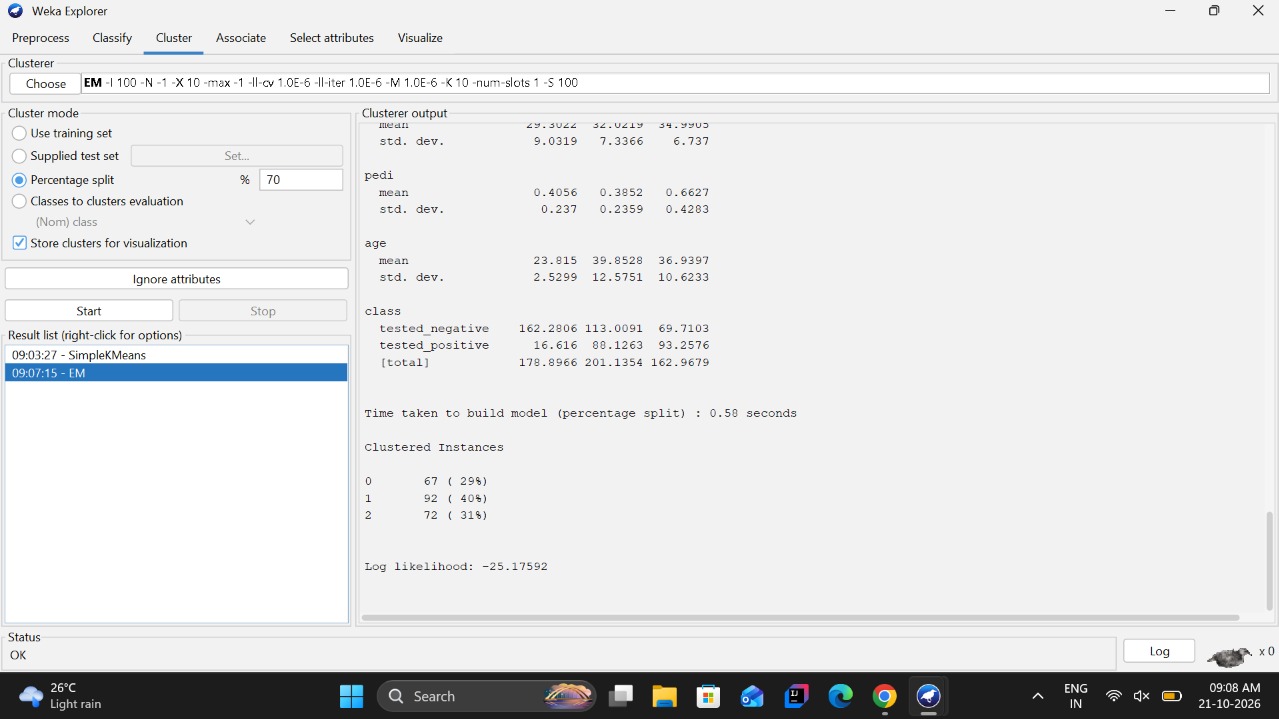 Weka Explorer
Preprocess Classify Cluster Associate Select attributes Visualize
Clusterer
Choose EM -I 100 -N -1 -X 10 -max -1 -ll-cv 1.0E-6 -ll-iter 1.0E-6 -M 1.0E-6 -K 10 -num-slots 1 -S 100
Cluster mode
Use training set
Supplied test set Set...
Percentage split % 70
Classes to clusters evaluation
(Nom) class
Store clusters for visualization
Ignore attributes
Start Stop
Result list (right-click for options)
09:03:27 - SimpleKMeans
09:07:15 - EM
Clusterer output
mean 29.3022 32.0219 34.9905
std. dev. 9.0319 7.3366 6.737
pedi
mean 0.4056 0.3852 0.6627
std. dev. 0.237 0.2359 0.4283
age
mean 23.815 39.8528 36.9397
std. dev. 2.5299 12.5751 10.6233
class
tested_negative 162.2806 113.0091 69.7103
tested_positive 16.616 88.1263 93.2576
[total] 178.8966 201.1354 162.9679
Time taken to build model (percentage split) : 0.58 seconds
Clustered Instances
0 67 ( 29%)
1 92 ( 40%)
2 72 ( 31%)
Log likelihood: -25.17592
Status
OK
Log x 0
26°C
Light rain
Search
ENG
IN
09:08 AM
21-10-2026